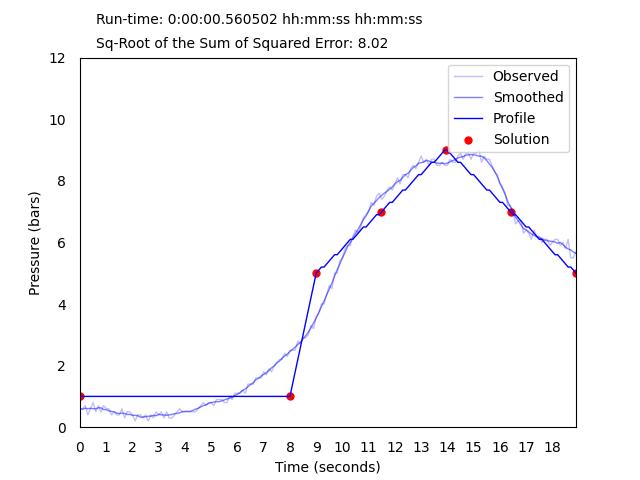 Run-time: 0:00:00.560502 hh:mm:ss hh:mm:ss
Sq-Root of the Sum of Squared Error: 8.02
Observed
Smoothed
Profile
Solution
Pressure (bars)
12
10
8
6
4
2
0
0 1 2 3 4 5 6 7 8 9 10 11 12 13 14 15 16 17 18
Time (seconds)